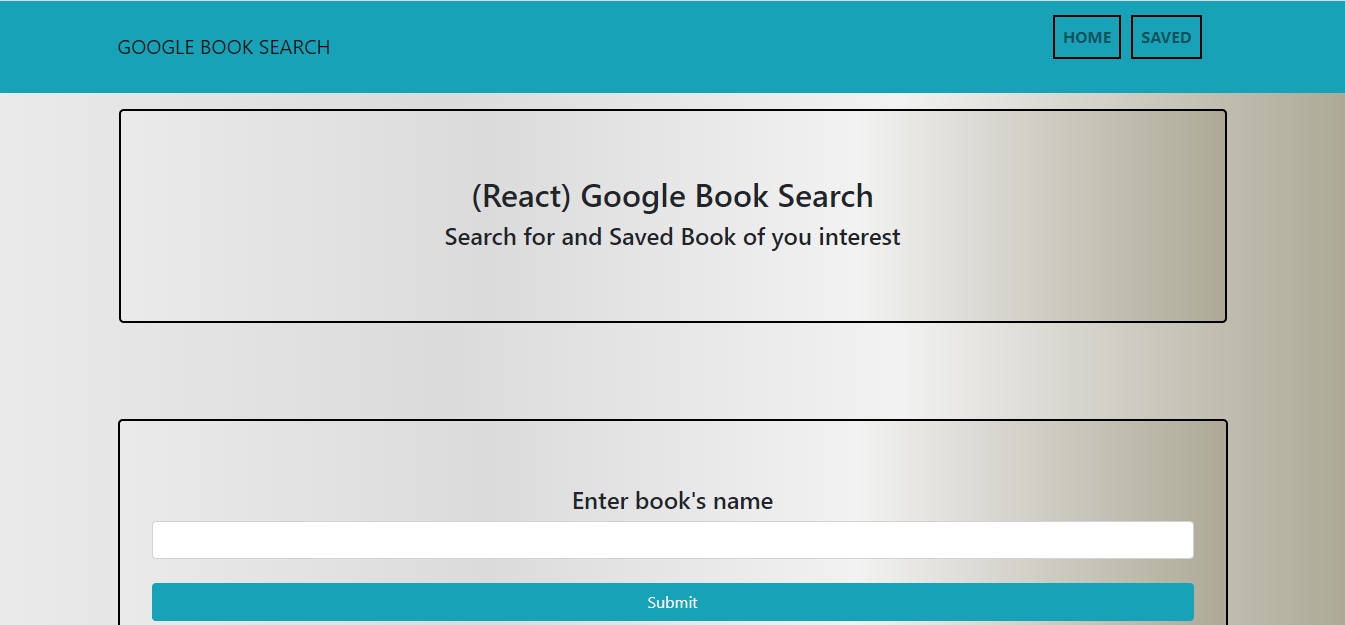 GOOGLE BOOK SEARCH
HOME
SAVED
(React) Google Book Search
Search for and Saved Book of you interest
Enter book's name
Submit